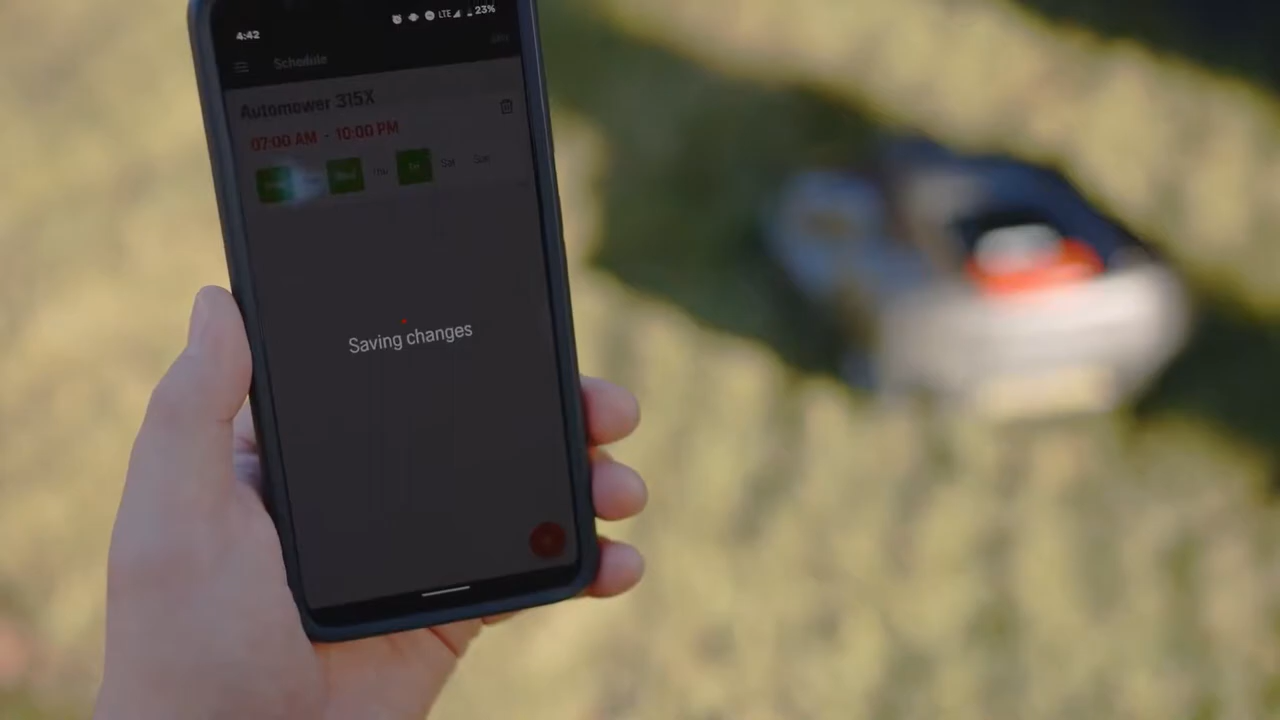 4:42 LTE 23%
Schedule
Automower 315X
07:00 AM - 10:00 PM
Wed Thu Fri Sat Sun
Saving changes